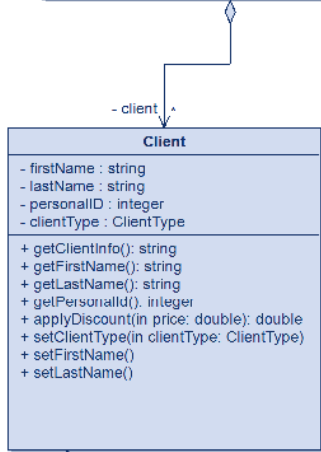 - client *
Client
- firstName : string
- lastName : string
- personalID : integer
- clientType : ClientType
+ getClientInfo(): string
+ getFirstName(): string
+ getLastName(): string
+ getPersonalId(): integer
+ applyDiscount(in price: double): double
+ setClientType(in clientType: ClientType)
+ setFirstName()
+ setLastName()